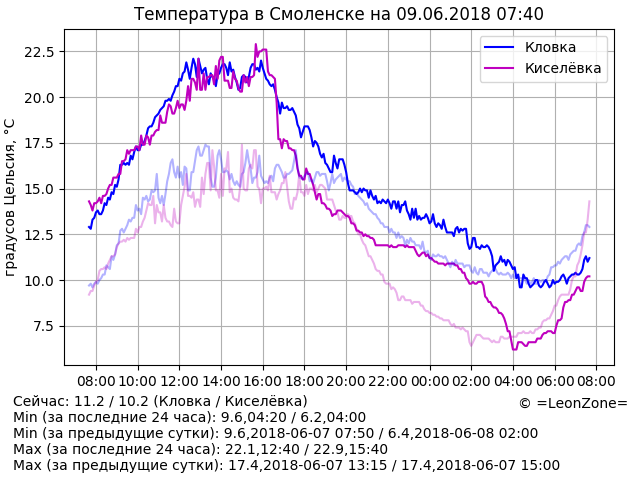 Температура в Смоленске на 09.06.2018 07:40
Кловка
Киселёвка
градусов Цельсия, °C
22.5
20.0
17.5
15.0
12.5
10.0
7.5
08:00 10:00 12:00 14:00 16:00 18:00 20:00 22:00 00:00 02:00 04:00 06:00 08:00
Сейчас: 11.2 / 10.2 (Кловка / Киселёвка)
© =LeonZone=
Min (за последние 24 часа): 9.6,04:20 / 6.2,04:00
Min (за предыдущие сутки): 9.6,2018-06-07 07:50 / 6.4,2018-06-08 02:00
Max (за последние 24 часа): 22.1,12:40 / 22.9,15:40
Max (за предыдущие сутки): 17.4,2018-06-07 13:15 / 17.4,2018-06-07 15:00